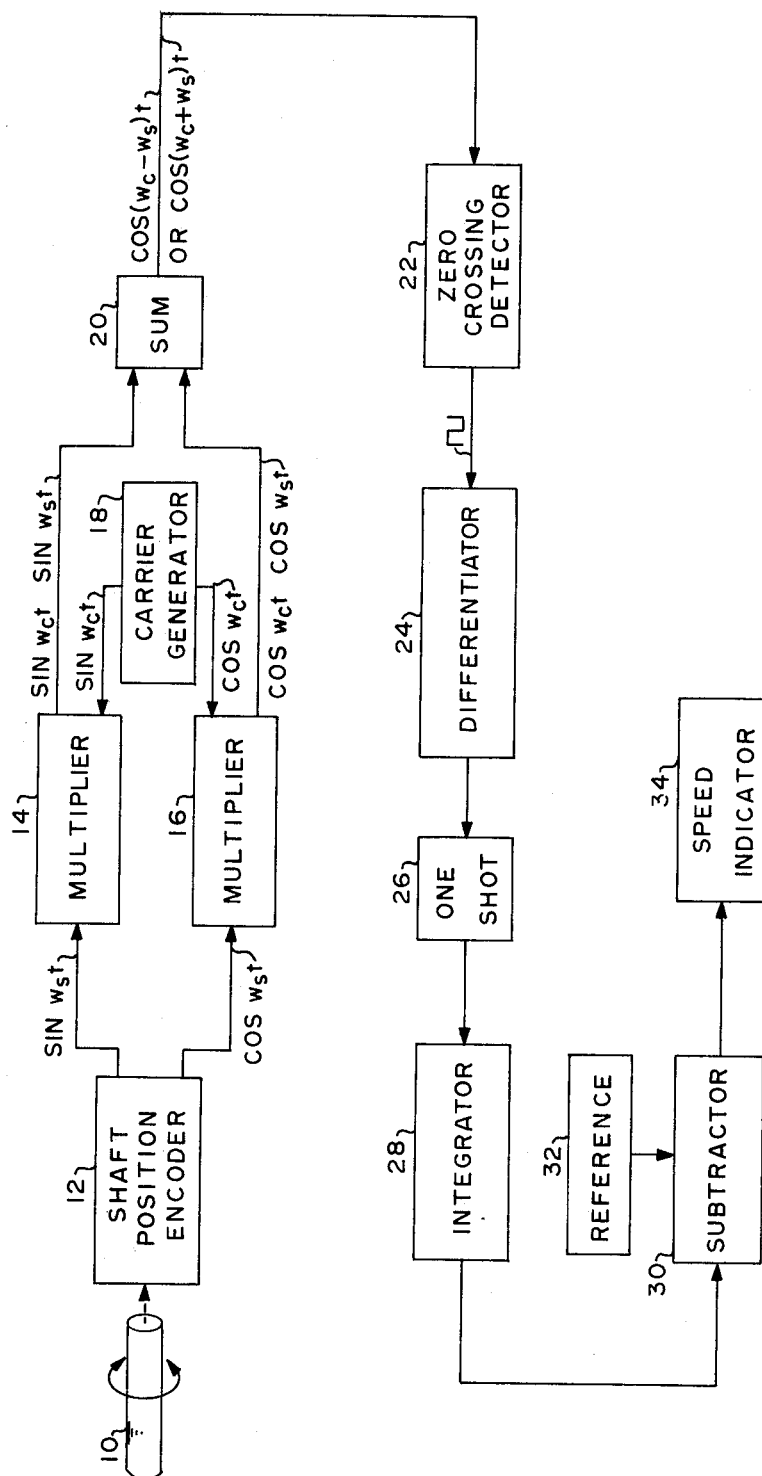 10
12
SHAFT
POSITION
ENCODER
SIN wst
COS wst
14
MULTIPLIER
16
MULTIPLIER
SIN wct
COS wct
18
CARRIER
GENERATOR
SIN wct SIN wst
COS wct COS wst
20
SUM
COS(wc-ws)t
OR COS(wc+ws)t
22
ZERO
CROSSING
DETECTOR
24
DIFFERENTIATOR
26
ONE
SHOT
28
INTEGRATOR
32
REFERENCE
30
SUBTRACTOR
34
SPEED
INDICATOR